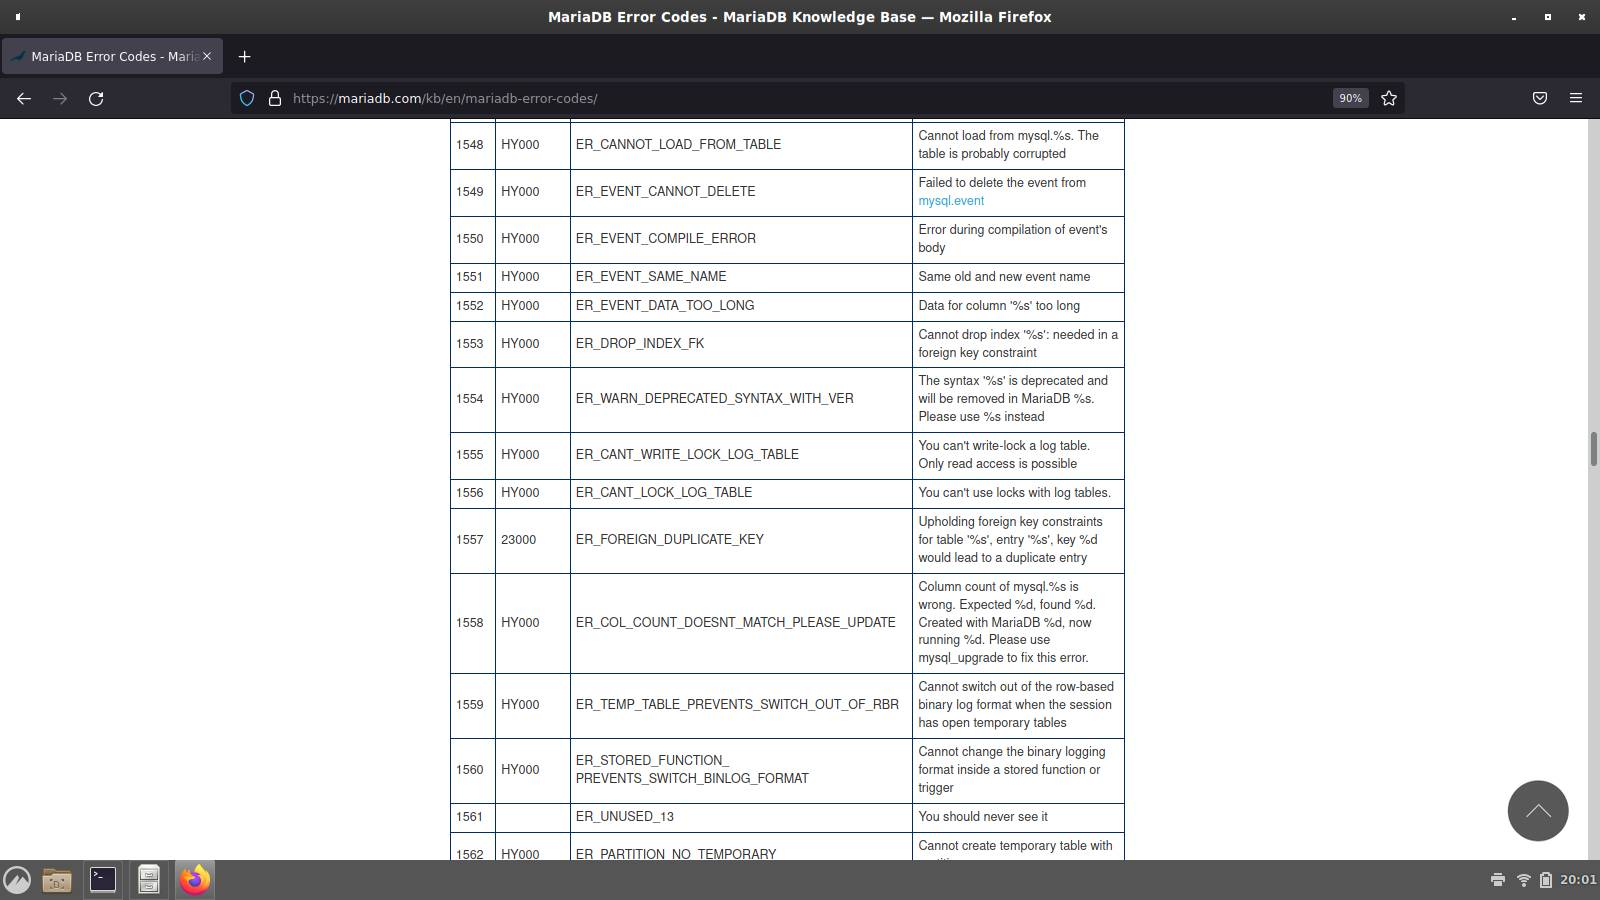 MariaDB Error Codes - MariaDB Knowledge Base — Mozilla Firefox
MariaDB Error Codes - Maria
https://mariadb.com/kb/en/mariadb-error-codes/
90%
1548 HY000 ER_CANNOT_LOAD_FROM_TABLE Cannot load from mysql.%s. The
table is probably corrupted
1549 HY000 ER_EVENT_CANNOT_DELETE Failed to delete the event from
mysql.event
1550 HY000 ER_EVENT_COMPILE_ERROR Error during compilation of event's
body
1551 HY000 ER_EVENT_SAME_NAME Same old and new event name
1552 HY000 ER_EVENT_DATA_TOO_LONG Data for column '%s' too long
1553 HY000 ER_DROP_INDEX_FK Cannot drop index '%s': needed in a
foreign key constraint
1554 HY000 ER_WARN_DEPRECATED_SYNTAX_WITH_VER The syntax '%s' is deprecated and
will be removed in MariaDB %s.
Please use %s instead
1555 HY000 ER_CANT_WRITE_LOCK_LOG_TABLE You can't write-lock a log table.
Only read access is possible
1556 HY000 ER_CANT_LOCK_LOG_TABLE You can't use locks with log tables.
1557 23000 ER_FOREIGN_DUPLICATE_KEY Upholding foreign key constraints
for table '%s', entry '%s', key %d
would lead to a duplicate entry
1558 HY000 ER_COL_COUNT_DOESNT_MATCH_PLEASE_UPDATE Column count of mysql.%s is
wrong. Expected %d, found %d.
Created with MariaDB %d, now
running %d. Please use
mysql_upgrade to fix this error.
1559 HY000 ER_TEMP_TABLE_PREVENTS_SWITCH_OUT_OF_RBR Cannot switch out of the row-based
binary log format when the session
has open temporary tables
1560 HY000 ER_STORED_FUNCTION_
PREVENTS_SWITCH_BINLOG_FORMAT Cannot change the binary logging
format inside a stored function or
trigger
1561 ER_UNUSED_13 You should never see it
1562 HY000 ER_PARTITION_NO_TEMPORARY Cannot create temporary table with
20:01